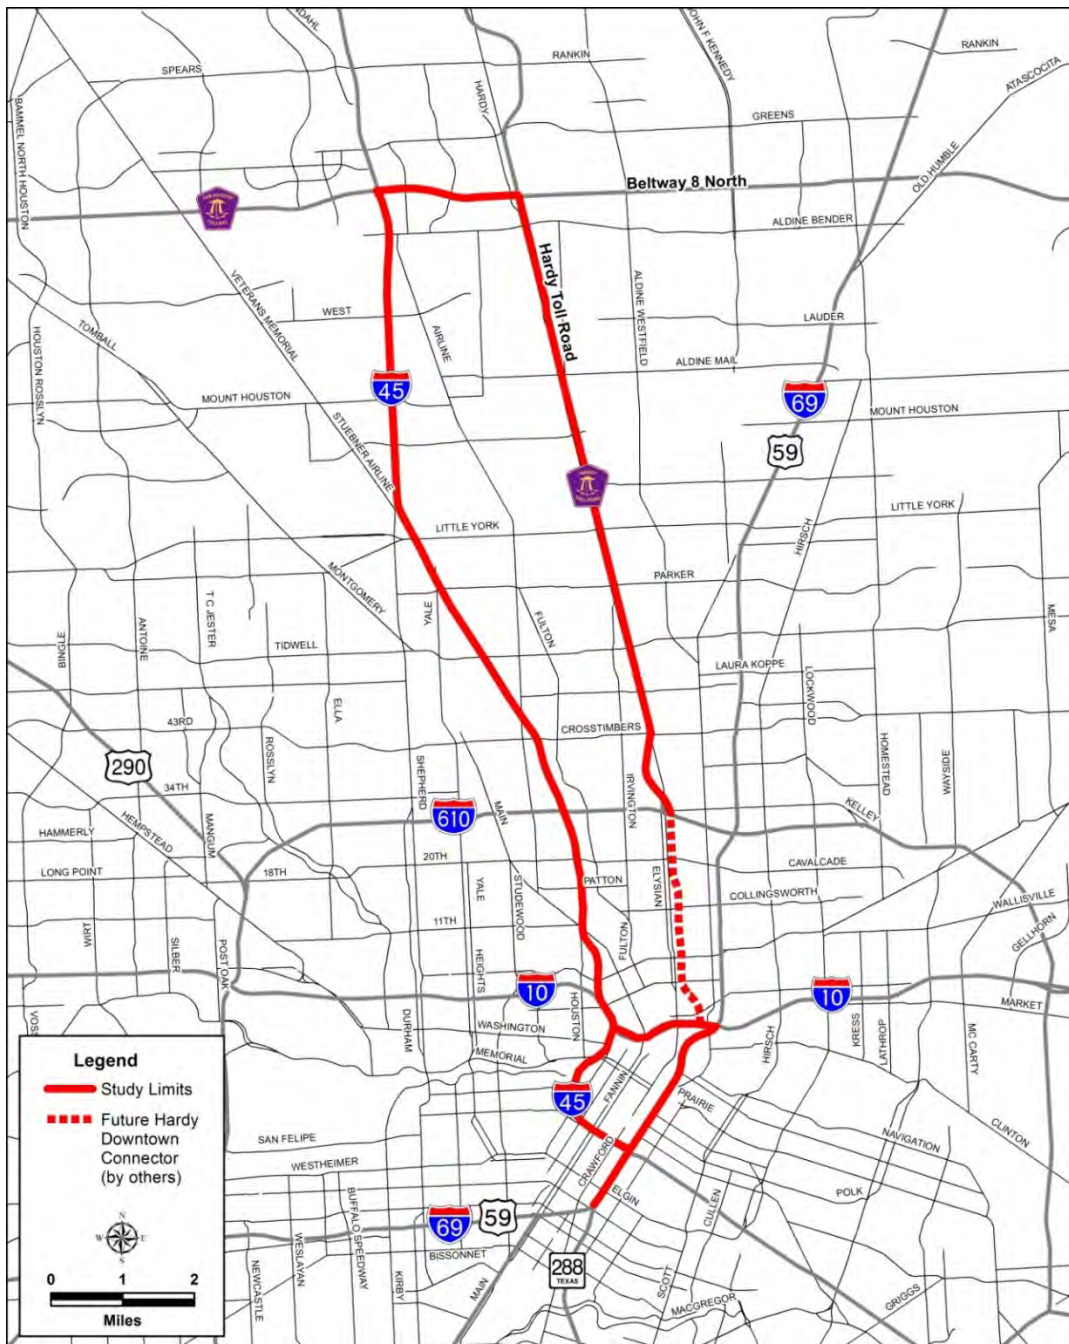 RANKIN
RANKIN
SPEARS
HARDY
JOHN F KENNEDY
ATASCOCITA
BAMMEL NORTH HOUSTON
GREENS
OLD HUMBLE
Beltway 8 North
ALDINE BENDER
Hardy Toll Road
VETERANS MEMORIAL
ALDINE WESTFIELD
WEST
LAUDER
TOMBALL
AIRLINE
HOUSTON ROSSLYN
ALDINE MAIL
45
MOUNT HOUSTON
69
MOUNT HOUSTON
STUEBNER AIRLINE
59
LITTLE YORK
LITTLE YORK
HIRSCH
MONTGOMERY
PARKER
T C JESTER
YALE
FULTON
MESA
BINGLE
ANTOINE
TIDWELL
LAURA KOPPE
LOCKWOOD
ELLA
43RD
CROSSTIMBERS
ROSSLYN
HOMESTEAD
WAYSIDE
290
SHEPHERD
34TH
610
MAIN
IRVINGTON
KELLEY
HAMMERLY
HEMPSTEAD
MANGUM
20TH
CAVALCADE
LONG POINT
18TH
PATTON
ELYSIAN
COLLINGSWORTH
YALE
STUDEWOOD
WALLISVILLE
WIRT
SILBER
POST OAK
11TH
FULTON
GELLHORN
HEIGHTS
10
HOUSTON
10
MARKET
VOSS
DURHAM
WASHINGTON
MEMORIAL
HIRSCH
KRESS
LATHROP
MC CARTY
Legend
Study Limits
Future Hardy
Downtown
Connector
(by others)
45
FANNIN
PRAIRIE
NAVIGATION
CLINTON
SAN FELIPE
WESTHEIMER
CRAWFORD
ELGIN
POLK
CULLEN
BUFFALO SPEEDWAY
69
59
BISSONNET
WESLAYAN
NEWCASTLE
KIRBY
MAIN
288
TEXAS
SCOTT
MACGREGOR
GRIGGS
N
W E
S
0 1 2
Miles